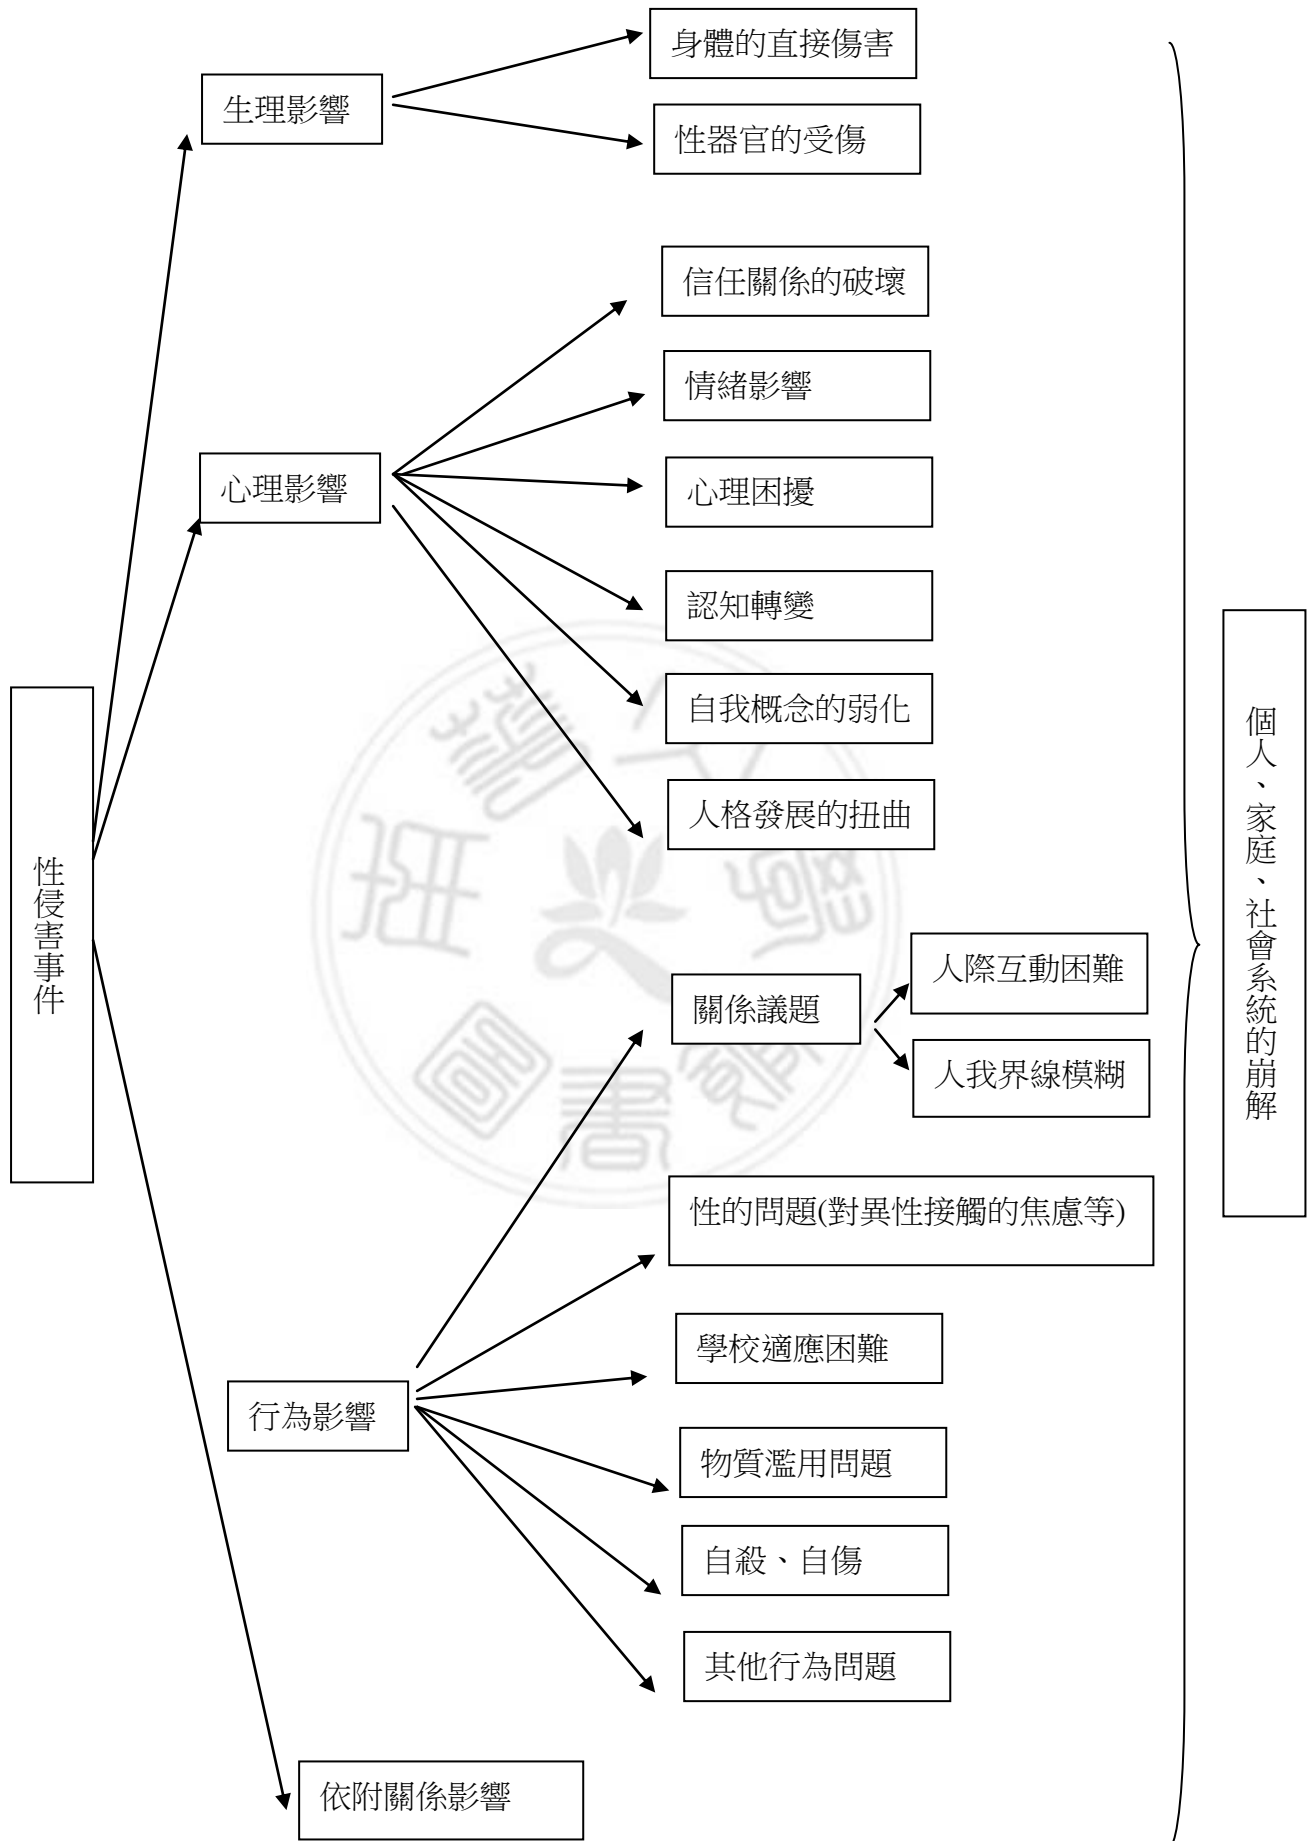 身體的直接傷害
生理影響
性器官的受傷
信任關係的破壞
情緒影響
心理影響
心理困擾
認知轉變
自我概念的弱化
人格發展的扭曲
性侵害事件
個人、家庭、社會系統的崩解
人際互動困難
關係議題
人我界線模糊
性的問題(對異性接觸的焦慮等)
學校適應困難
行為影響
物質濫用問題
自殺、自傷
其他行為問題
依附關係影響